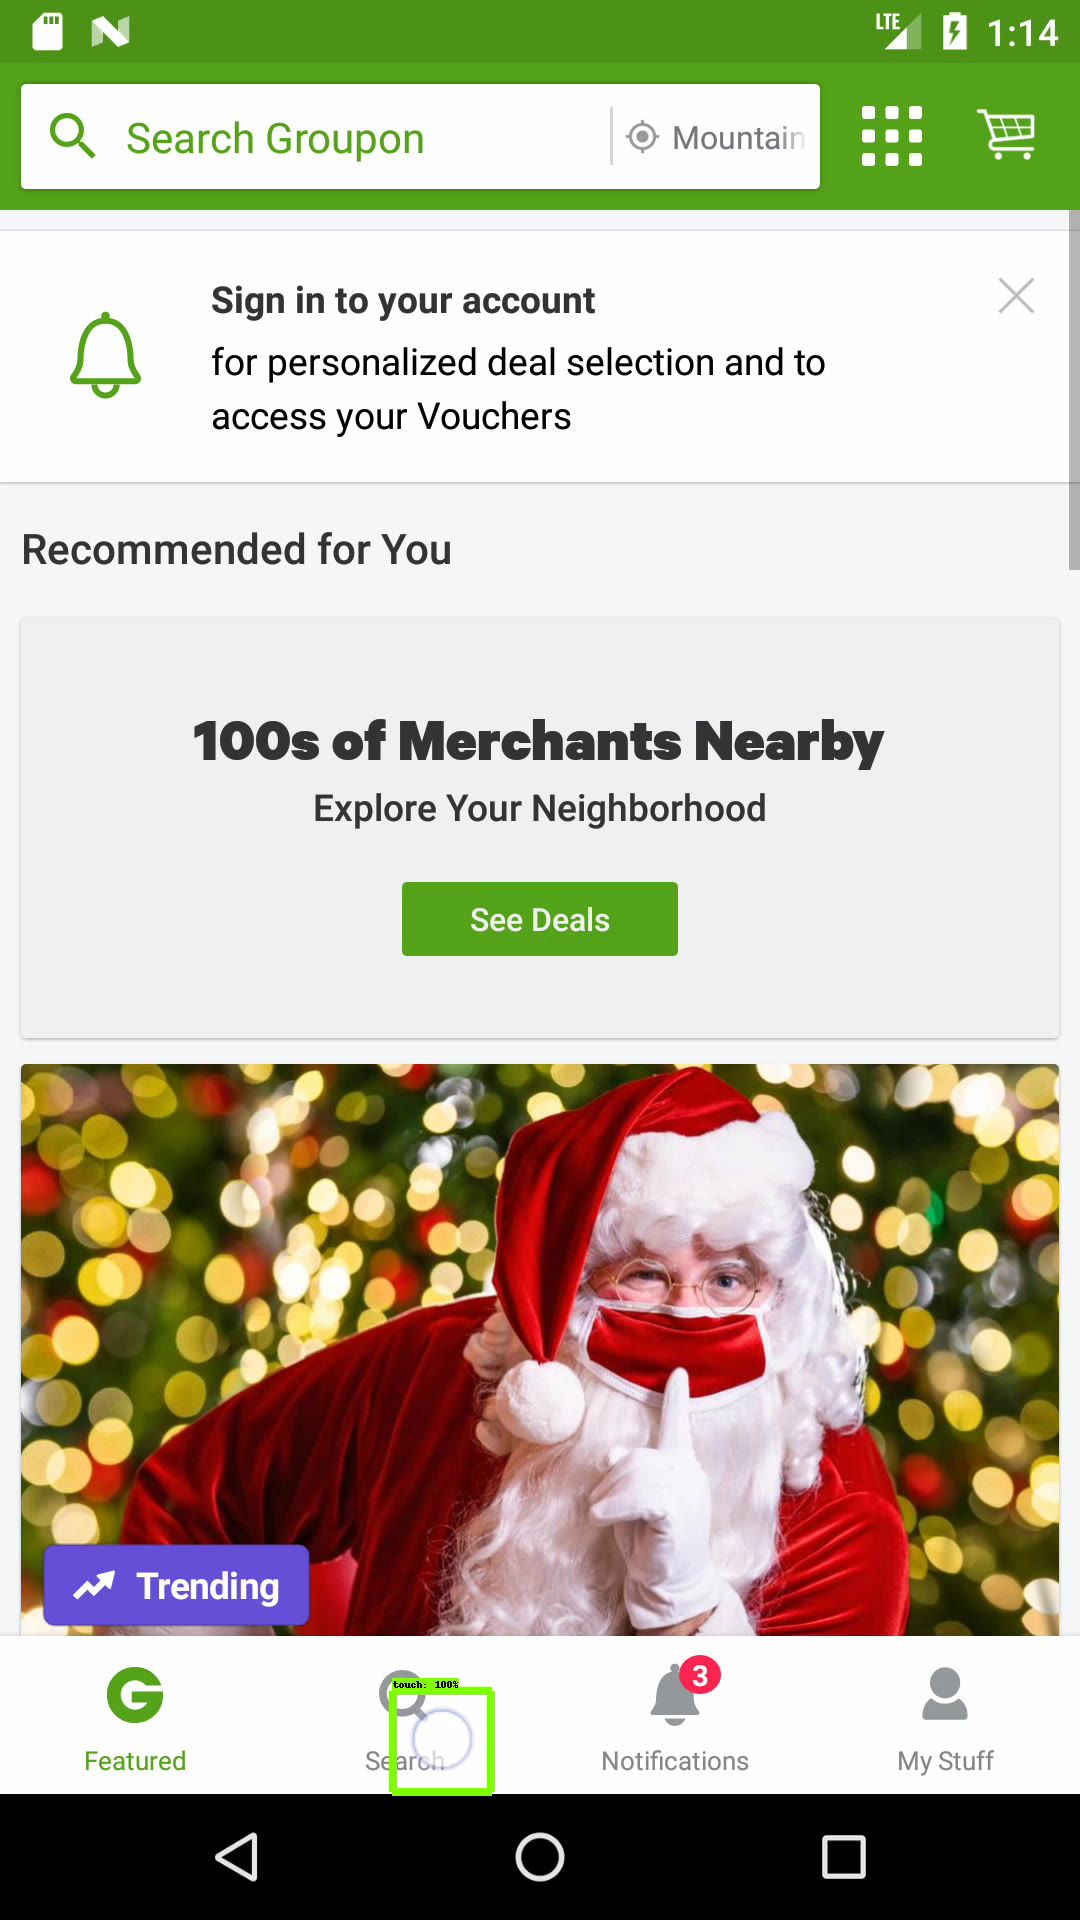 LTE 1:14
Search Groupon Mountain
Sign in to your account
for personalized deal selection and to
access your Vouchers
Recommended for You
100s of Merchants Nearby
Explore Your Neighborhood
See Deals
Trending
3
touch: 100%
Featured Search Notifications My Stuff